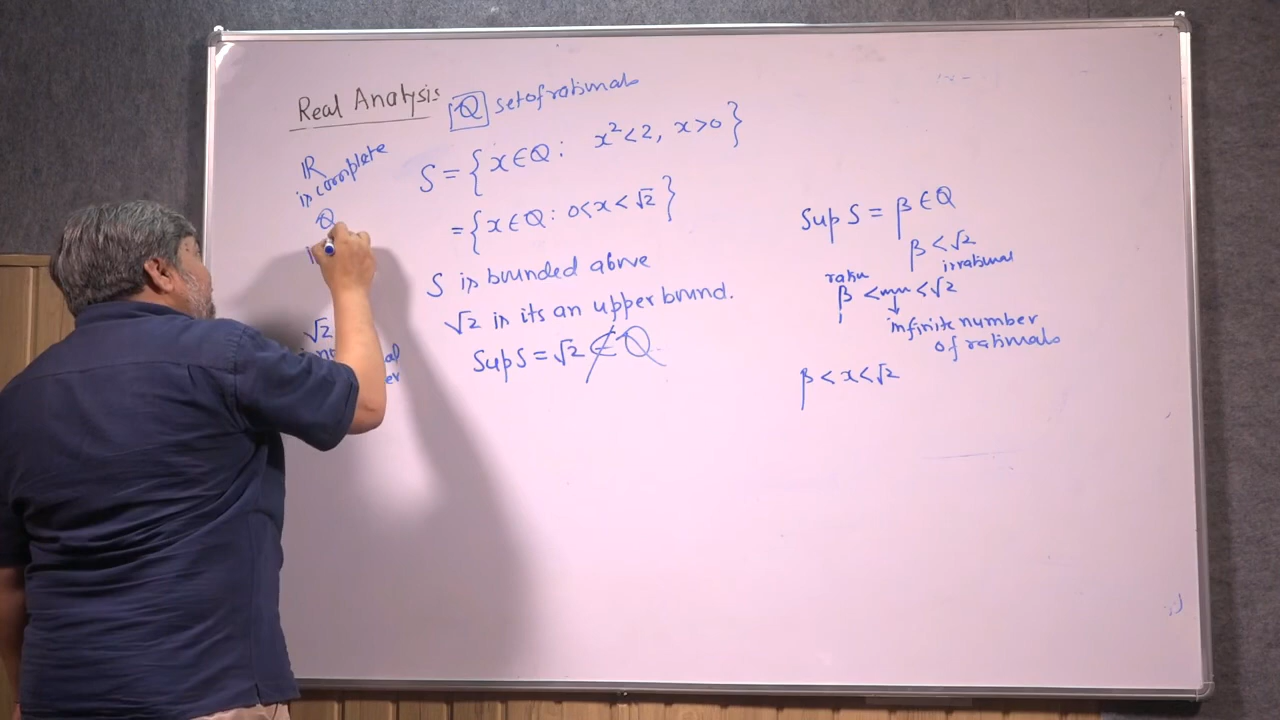 Real Analysis
ℚ set of rationals
ℝ
is complete
ℚ
√2
S = { x ∈ ℚ : x² < 2, x > 0 }
= { x ∈ ℚ : 0 < x < √2 }
S is bounded above
√2 is its an upper bound.
Sup S = √2 ∉ ℚ
Sup S = β ∈ ℚ
β < √2
irrational
β < < √2
infinite number
of rationals
β < x < √2